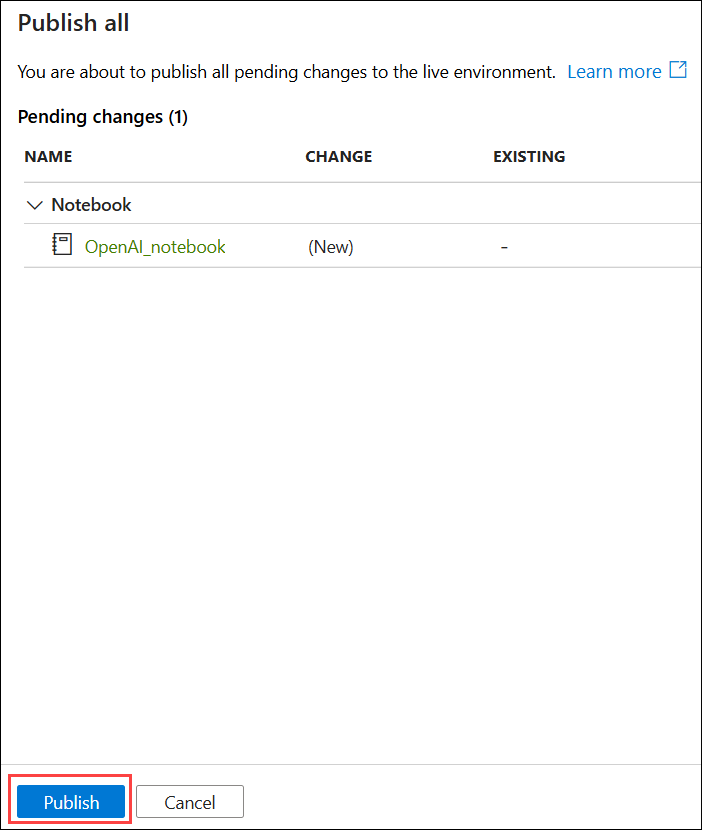 Publish all
You are about to publish all pending changes to the live environment. Learn more
Pending changes (1)
NAME CHANGE EXISTING
Notebook
OpenAI_notebook (New) -
Publish Cancel